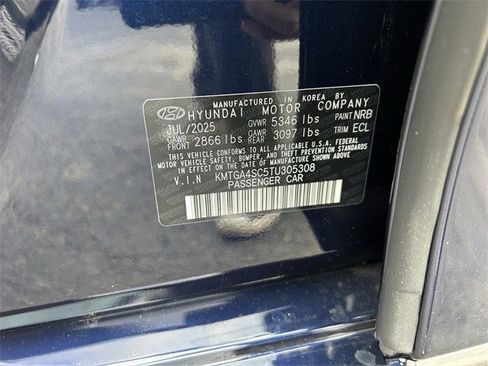 MANUFACTURED IN KOREA BY
HYUNDAI MOTOR COMPANY
JUL/2025 GVWR 5346 lbs PAINT NRB
GAWR FRONT 2866 lbs GAWR REAR 3097 lbs TRIM ECL
THIS VEHICLE CONFORMS TO ALL APPLICABLE U.S.A. FEDERAL
MOTOR VEHICLE SAFETY, BUMPER, AND THEFT PREVENTION STANDARDS
IN EFFECT ON THE DATE OF MANUFACTURE SHOWN ABOVE.
V.I.N KMTGA4SC5TU305308
PASSENGER CAR